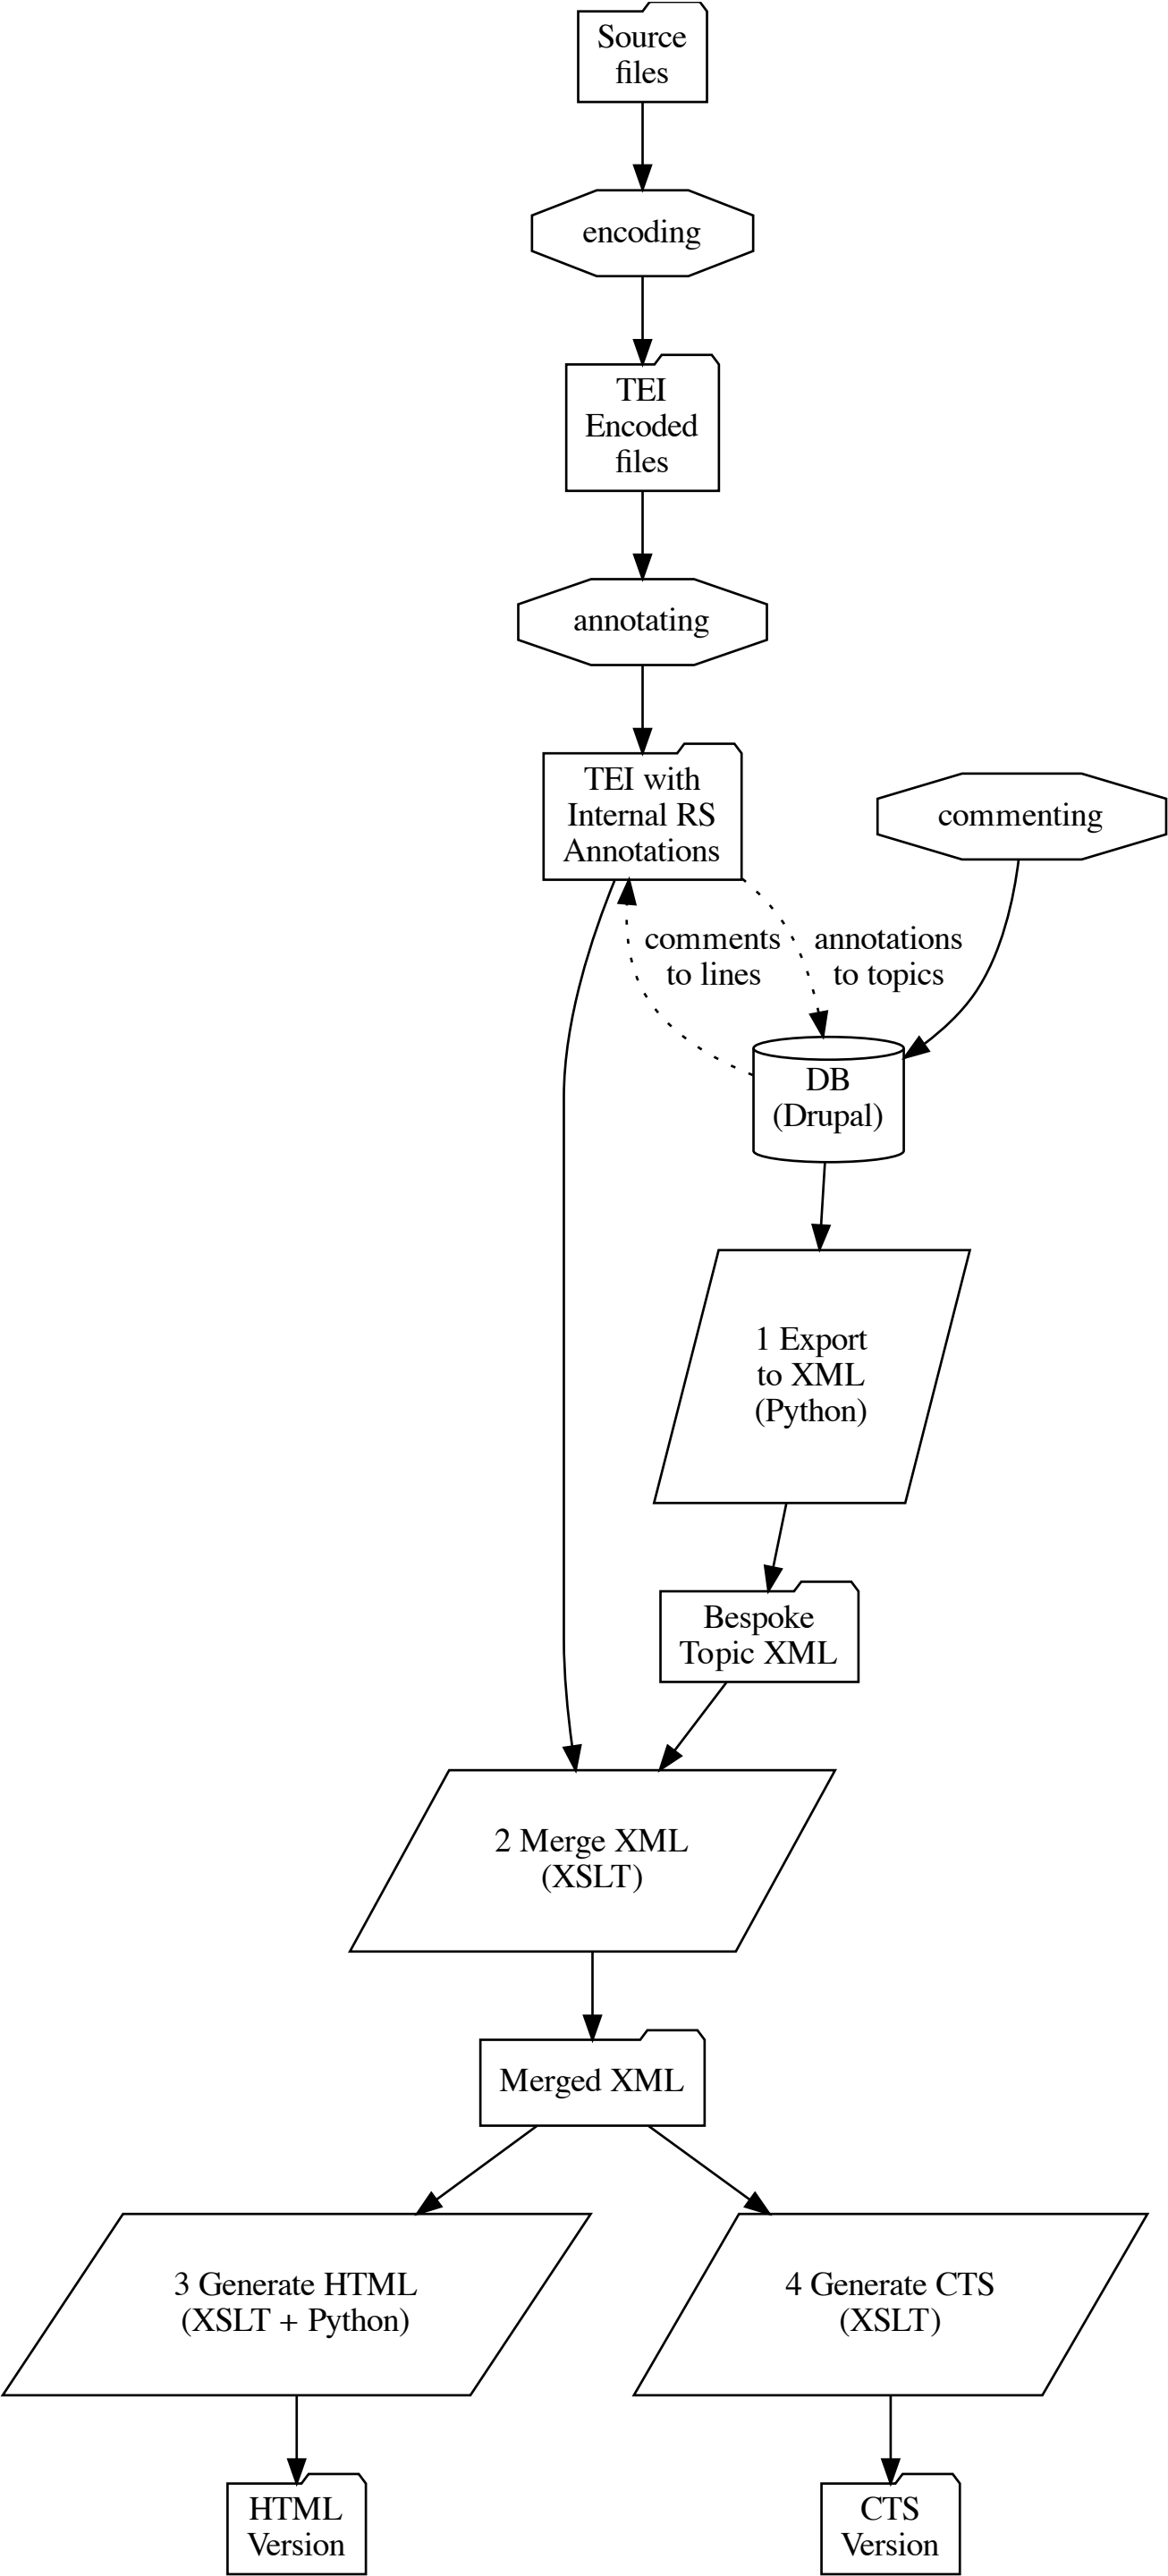 Source
files
encoding
TEI
Encoded
files
annotating
TEI with
Internal RS
Annotations
commenting
comments
to lines
annotations
to topics
DB
(Drupal)
1 Export
to XML
(Python)
Bespoke
Topic XML
2 Merge XML
(XSLT)
Merged XML
3 Generate HTML
(XSLT + Python)
4 Generate CTS
(XSLT)
HTML
Version
CTS
Version